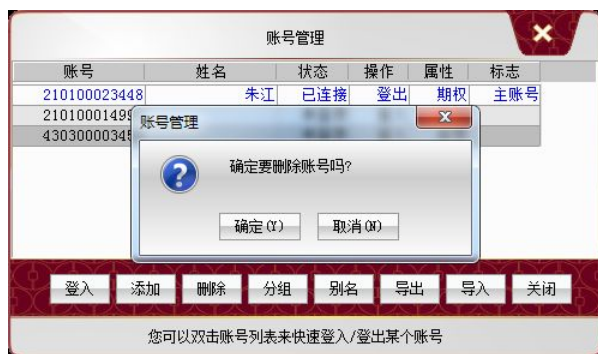 账号管理
账号 姓名 状态 操作 属性 标志
210100023448 朱江 已连接 登出 期权 主账号
2101000149
4303000034
账号管理
确定要删除账号吗?
确定(Y) 取消(N)
登入 添加 删除 分组 别名 导出 导入 关闭
您可以双击账号列表来快速登入/登出某个账号